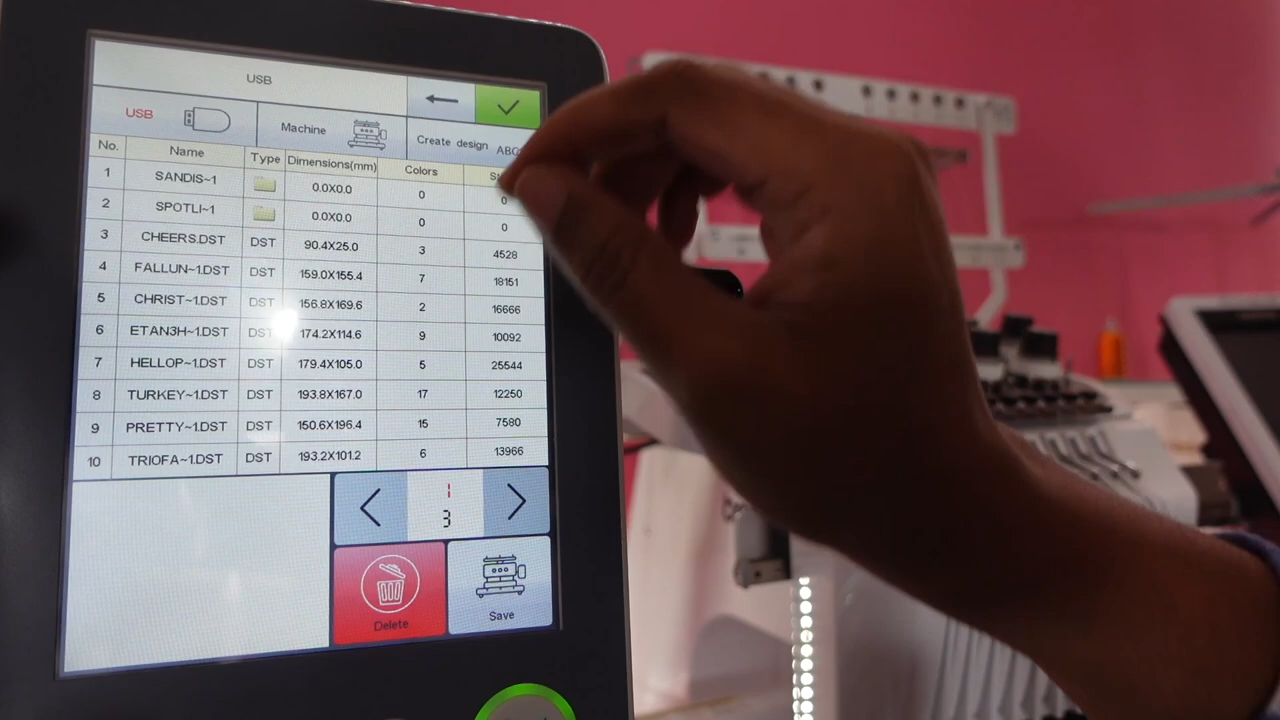 USB
USB
Machine
Create design ABC
No. Name Type Dimensions(mm) Colors
1 SANDIS~1 0.0X0.0 0 0
2 SPOTLI~1 0.0X0.0 0 0
3 CHEERS.DST DST 90.4X25.0 3 4528
4 FALLUN~1.DST DST 159.0X155.4 7 18151
5 CHRIST~1.DST DST 156.8X169.6 2 16666
6 ETAN3H~1.DST DST 174.2X114.6 9 10092
7 HELLOP~1.DST DST 179.4X105.0 5 25544
8 TURKEY~1.DST DST 193.8X167.0 17 12250
9 PRETTY~1.DST DST 150.6X196.4 15 7580
10 TRIOFA~1.DST DST 193.2X101.2 6 13966
1
3
Delete
Save